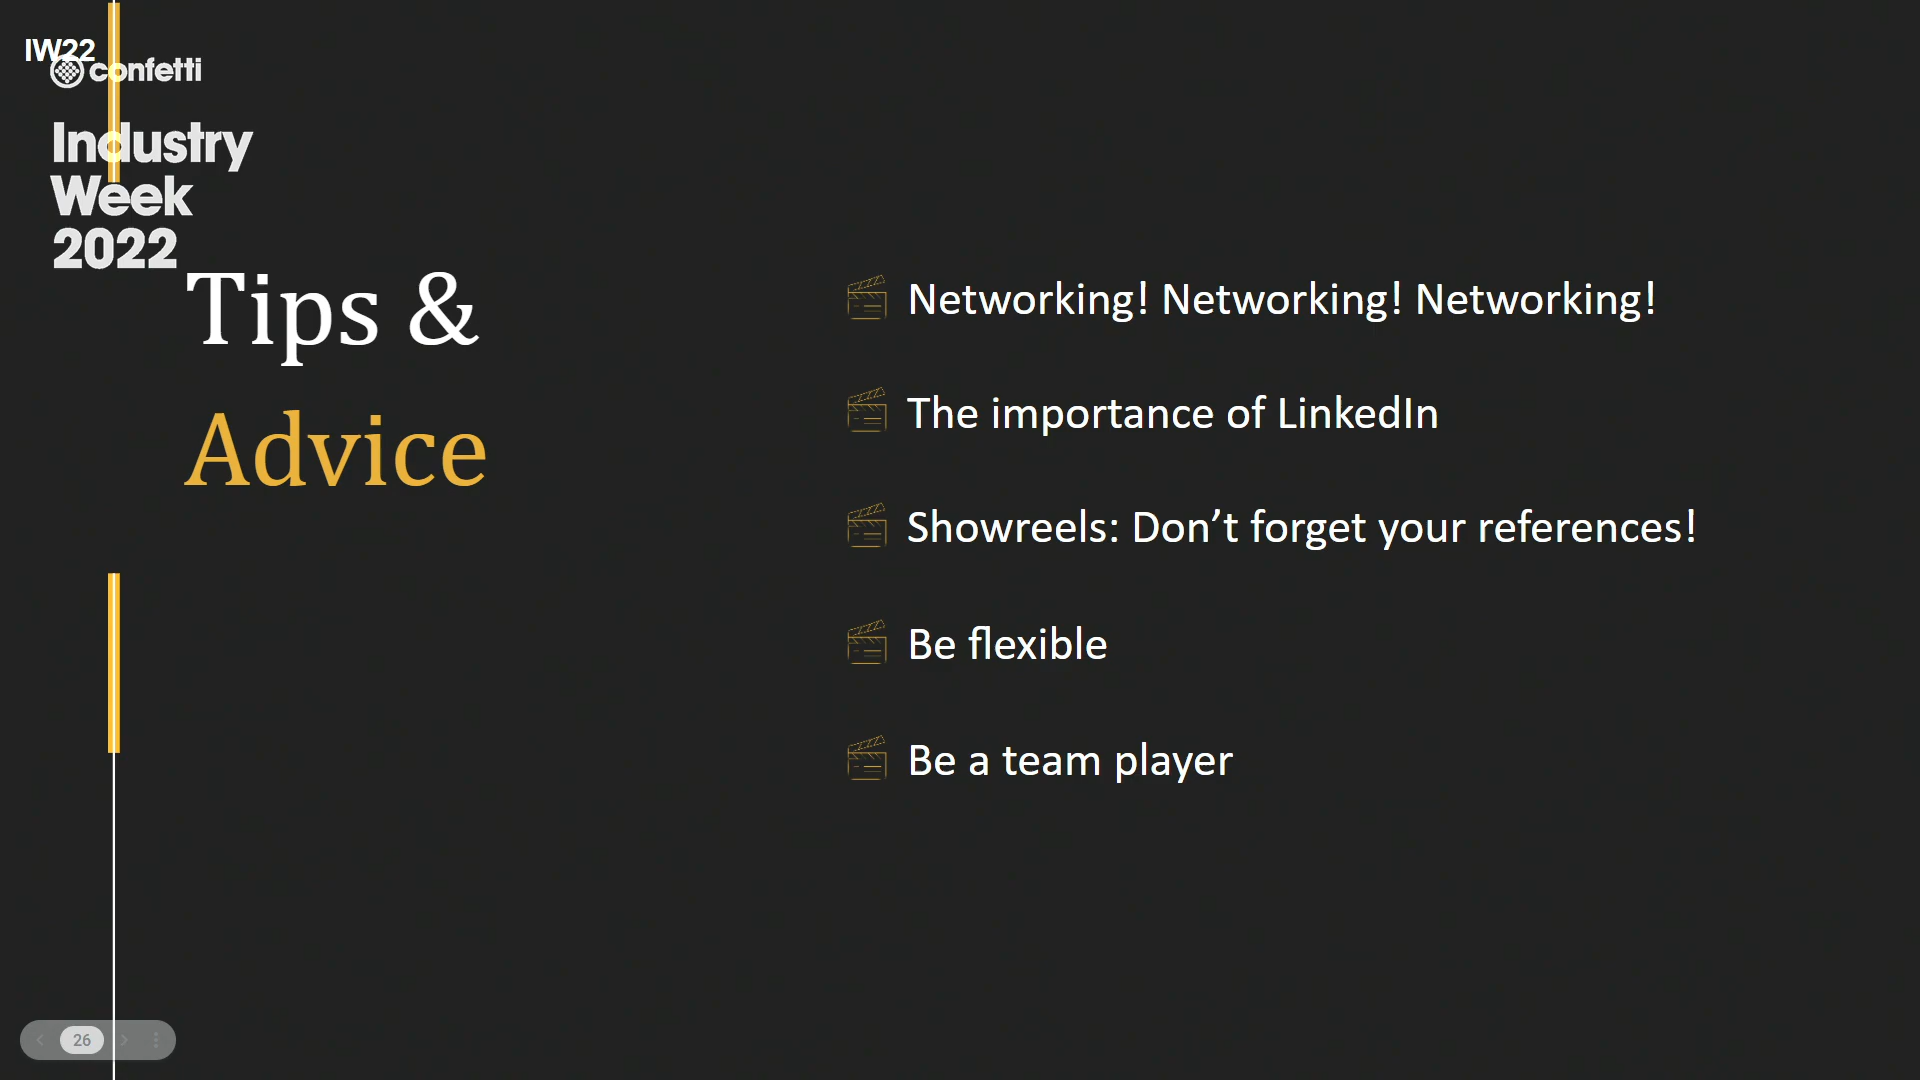 IW22
confetti
Industry
Week
2022
Tips &
Advice
Networking! Networking! Networking!
The importance of LinkedIn
Showreels: Don’t forget your references!
Be flexible
Be a team player
26